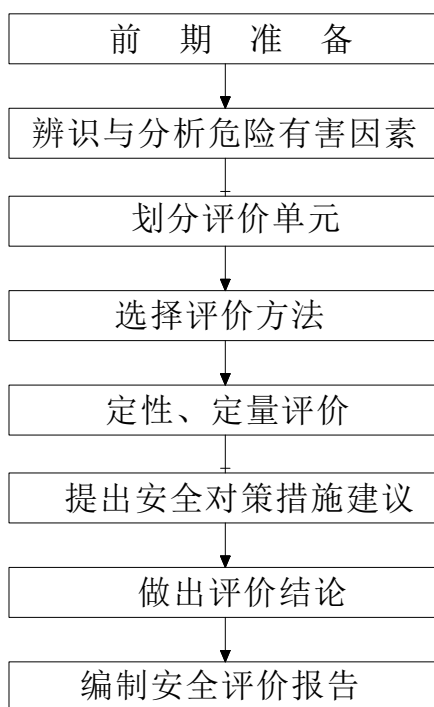 前 期 准 备
辨识与分析危险有害因素
划分评价单元
选择评价方法
定性、定量评价
提出安全对策措施建议
做出评价结论
编制安全评价报告